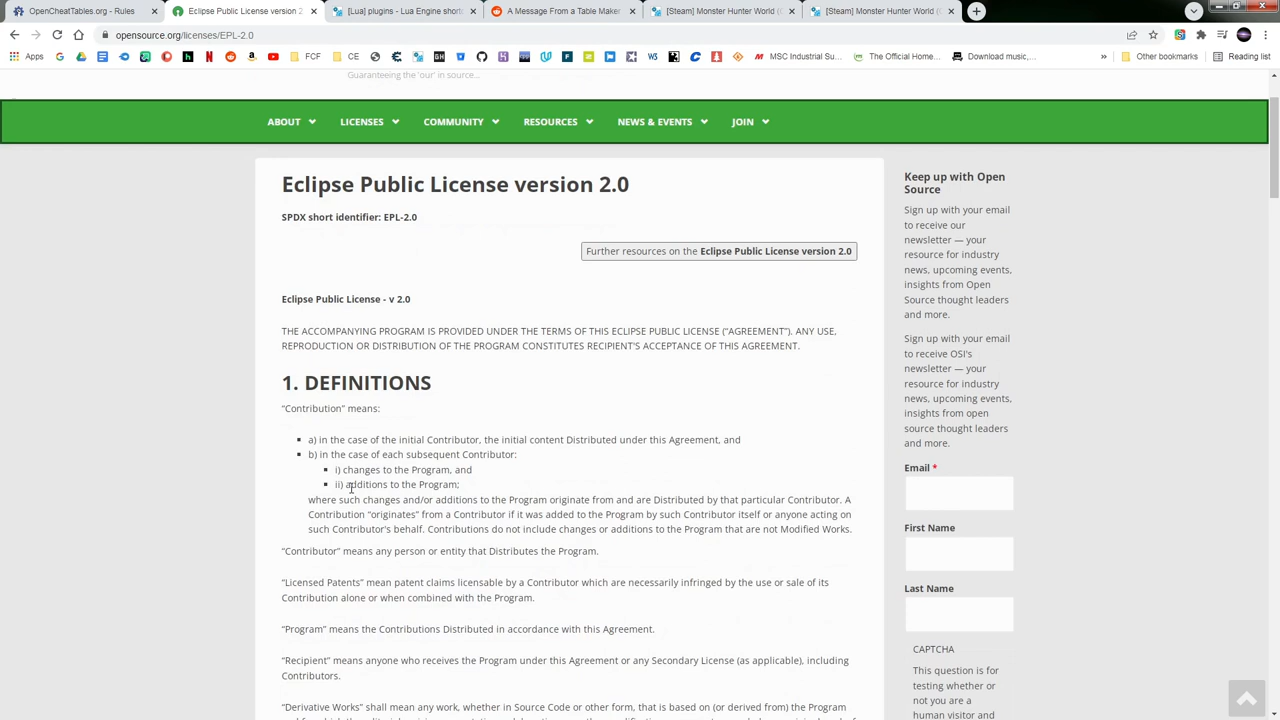 OpenCheatTables.org - Rules
Eclipse Public License version 2.
[Lua] plugins - Lua Engine short
A Message From a Table Maker
[Steam] Monster Hunter World (
[Steam] Monster Hunter World (
opensource.org/licenses/EPL-2.0
Apps
FCF
CE
MSC Industrial Su...
The Official Home...
Download music,...
»
Other bookmarks
Reading list
Guaranteeing the 'our' in source...
ABOUT
LICENSES
COMMUNITY
RESOURCES
NEWS & EVENTS
JOIN
Eclipse Public License version 2.0
SPDX short identifier: EPL-2.0
Further resources on the Eclipse Public License version 2.0
Eclipse Public License - v 2.0
THE ACCOMPANYING PROGRAM IS PROVIDED UNDER THE TERMS OF THIS ECLIPSE PUBLIC LICENSE (“AGREEMENT”). ANY USE,
REPRODUCTION OR DISTRIBUTION OF THE PROGRAM CONSTITUTES RECIPIENT'S ACCEPTANCE OF THIS AGREEMENT.
1. DEFINITIONS
“Contribution” means:
a) in the case of the initial Contributor, the initial content Distributed under this Agreement, and
b) in the case of each subsequent Contributor:
i) changes to the Program, and
ii) additions to the Program;
where such changes and/or additions to the Program originate from and are Distributed by that particular Contributor. A
Contribution “originates” from a Contributor if it was added to the Program by such Contributor itself or anyone acting on
such Contributor's behalf. Contributions do not include changes or additions to the Program that are not Modified Works.
“Contributor” means any person or entity that Distributes the Program.
“Licensed Patents” mean patent claims licensable by a Contributor which are necessarily infringed by the use or sale of its
Contribution alone or when combined with the Program.
“Program” means the Contributions Distributed in accordance with this Agreement.
“Recipient” means anyone who receives the Program under this Agreement or any Secondary License (as applicable), including
Contributors.
“Derivative Works” shall mean any work, whether in Source Code or other form, that is based on (or derived from) the Program
Keep up with Open
Source
Sign up with your email
to receive our
newsletter — your
resource for industry
news, upcoming events,
insights from Open
Source thought leaders
and more.
Sign up with your email
to receive OSI's
newsletter — your
resource for industry
news, upcoming events,
insights from open
source thought leaders
and more.
Email *
First Name
Last Name
CAPTCHA
This question is for
testing whether or
not you are a
human visitor and